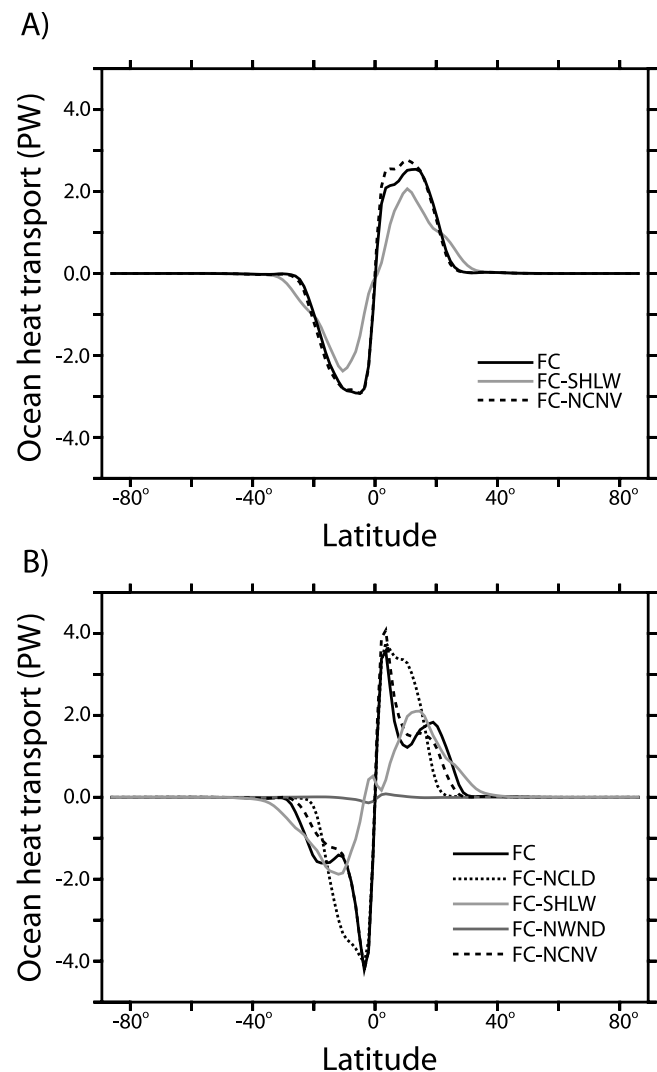 A)
Ocean heat transport (PW)
4.0
2.0
0.0
-2.0
-4.0
FC
FC-SHLW
FC-NCNV
-80° -40° 0° 40° 80°
Latitude
B)
Ocean heat transport (PW)
4.0
2.0
0.0
-2.0
-4.0
FC
FC-NCLD
FC-SHLW
FC-NWND
FC-NCNV
-80° -40° 0° 40° 80°
Latitude